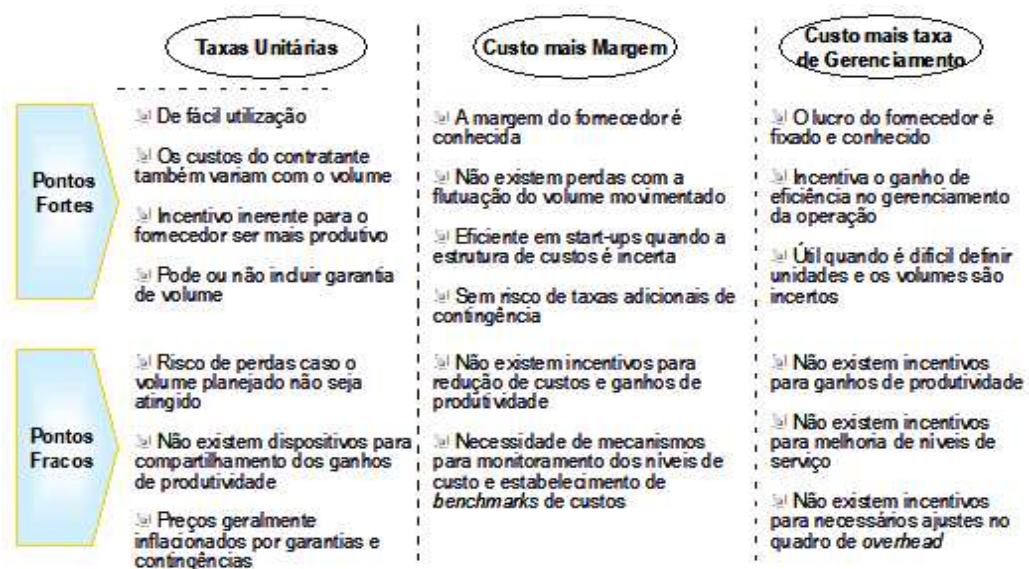 Taxas Unitárias
Custo mais Margem
Custo mais taxa
de Gerenciamento
Pontos
Fortes
De fácil utilização
Os custos do contratante
também variam com o volume
Incentivo inerente para o
fornecedor ser mais produtivo
Pode ou não incluir garantia
de volume
A margem do fornecedor é
conhecida
Não existem perdas com a
flutuação do volume movimentado
Eficiente em start-ups quando a
estrutura de custos é incerta
Sem risco de taxas adicionais de
contingência
O lucro do fornecedor é
fixado e conhecido
Incentiva o ganho de
eficiência no gerenciamento
da operação
Útil quando é difícil definir
unidades e os volumes são
incertos
Pontos
Fracos
Risco de perdas caso o
volume planejado não seja
atingido
Não existem dispositivos para
compartilhamento dos ganhos
de produtividade
Preços geralmente
inflacionados por garantias e
contingências
Não existem incentivos para
redução de custos e ganhos de
produtividade
Necessidade de mecanismos
para monitoramento dos níveis de
custo e estabelecimento de
benchmarks de custos
Não existem incentivos
para ganhos de produtividade
Não existem incentivos
para melhoria de níveis de
serviço
Não existem incentivos
para necessários ajustes no
quadro de overhead